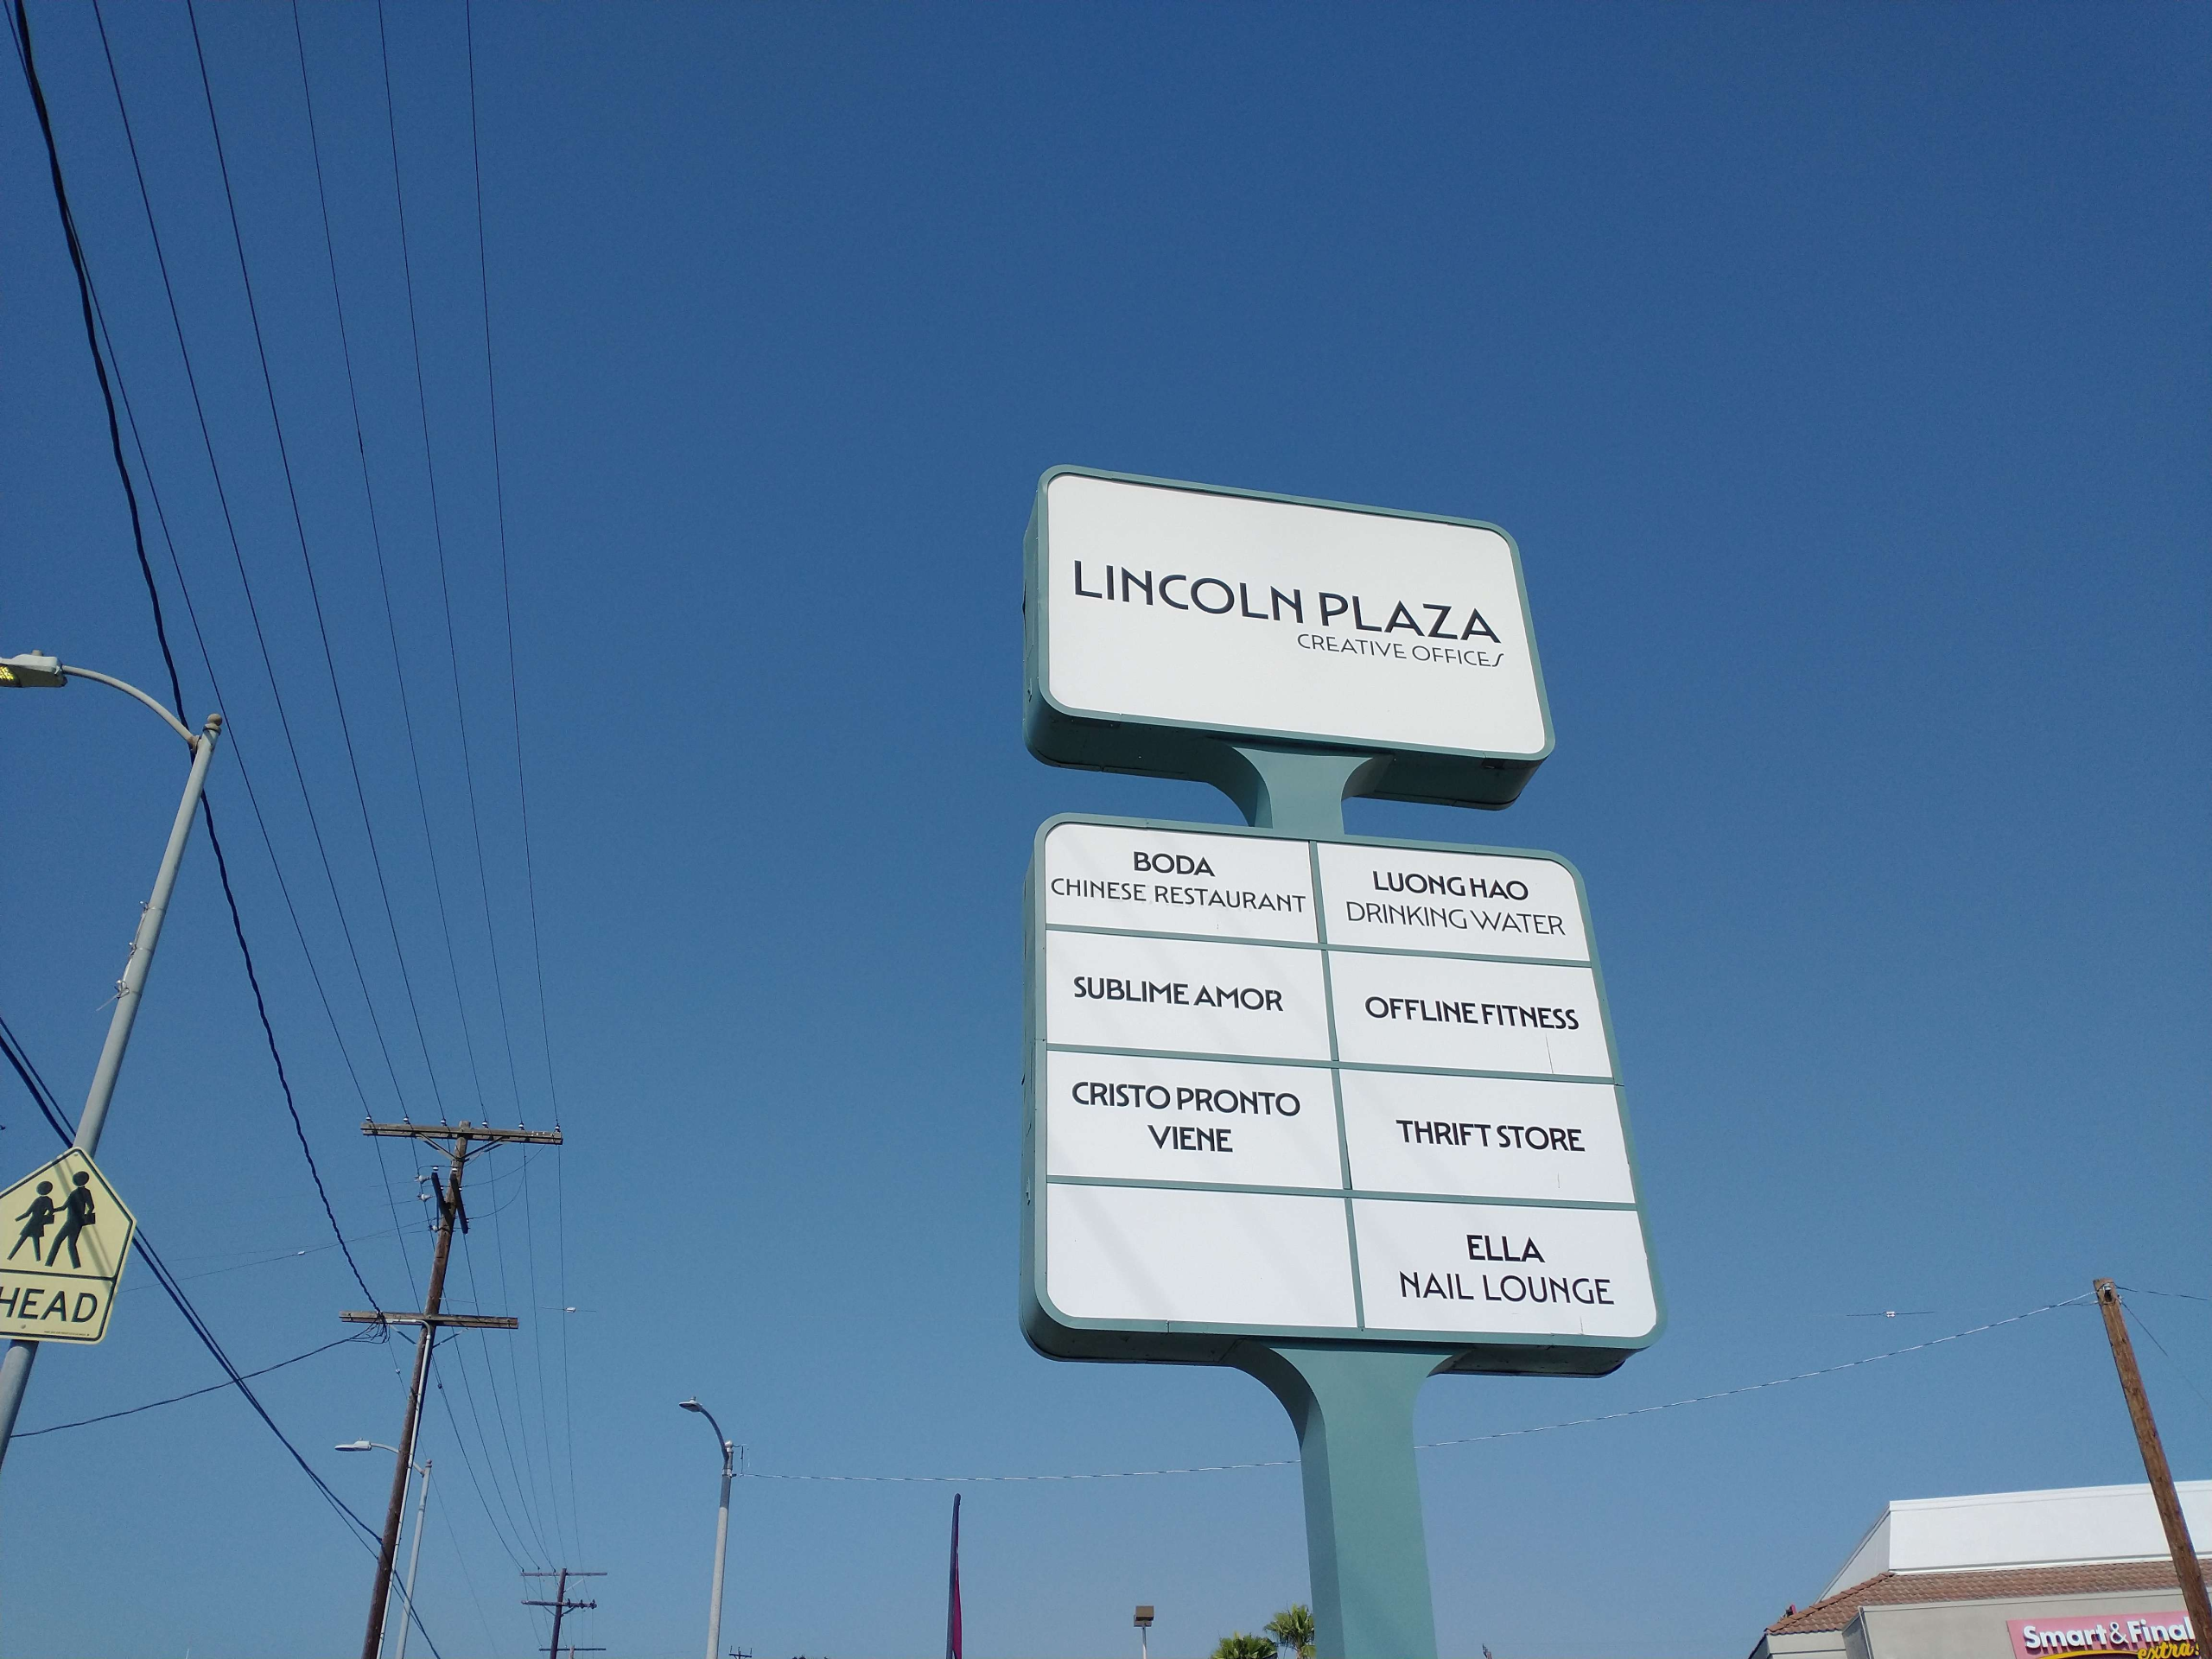 LINCOLN PLAZA
CREATIVE OFFICES
BODA
CHINESE RESTAURANT
LUONG HAO
DRINKING WATER
SUBLIME AMOR
OFFLINE FITNESS
CRISTO PRONTO
VIENE
THRIFT STORE
ELLA
NAIL LOUNGE
HEAD
Smart&Final
extra!